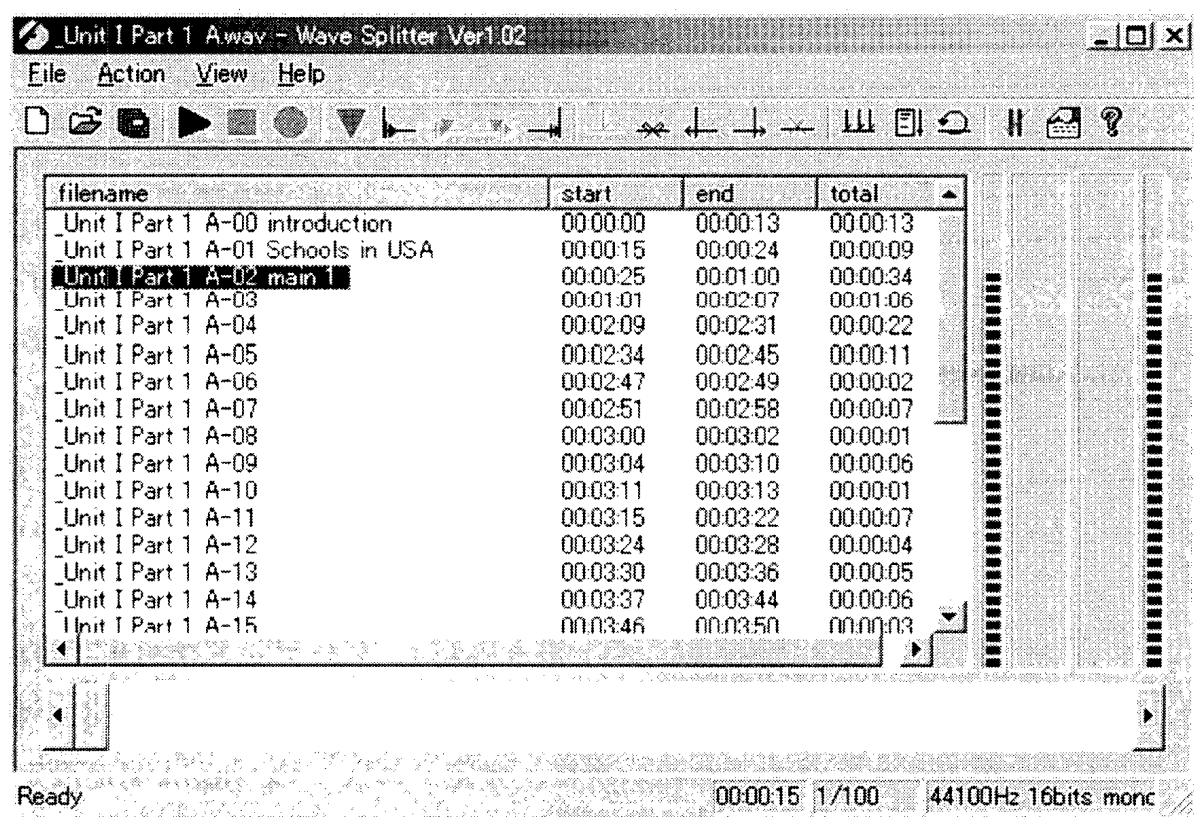 _Unit I Part 1 A.wav - Wave Splitter Ver1.02
File Action View Help
filename start end total
_Unit I Part 1 A-00 introduction 00:00:00 00:00:13 00:00:13
_Unit I Part 1 A-01 Schools in USA 00:00:15 00:00:24 00:00:09
_Unit I Part 1 A-02 main 1 00:00:25 00:01:00 00:00:34
_Unit I Part 1 A-03 00:01:01 00:02:07 00:01:06
_Unit I Part 1 A-04 00:02:09 00:02:31 00:00:22
_Unit I Part 1 A-05 00:02:34 00:02:45 00:00:11
_Unit I Part 1 A-06 00:02:47 00:02:49 00:00:02
_Unit I Part 1 A-07 00:02:51 00:02:58 00:00:07
_Unit I Part 1 A-08 00:03:00 00:03:02 00:00:01
_Unit I Part 1 A-09 00:03:04 00:03:10 00:00:06
_Unit I Part 1 A-10 00:03:11 00:03:13 00:00:01
_Unit I Part 1 A-11 00:03:15 00:03:22 00:00:07
_Unit I Part 1 A-12 00:03:24 00:03:28 00:00:04
_Unit I Part 1 A-13 00:03:30 00:03:36 00:00:05
_Unit I Part 1 A-14 00:03:37 00:03:44 00:00:06
_Unit I Part 1 A-15 00:03:46 00:03:50 00:00:03
Ready 00:00:15 1/100 44100Hz 16bits mono